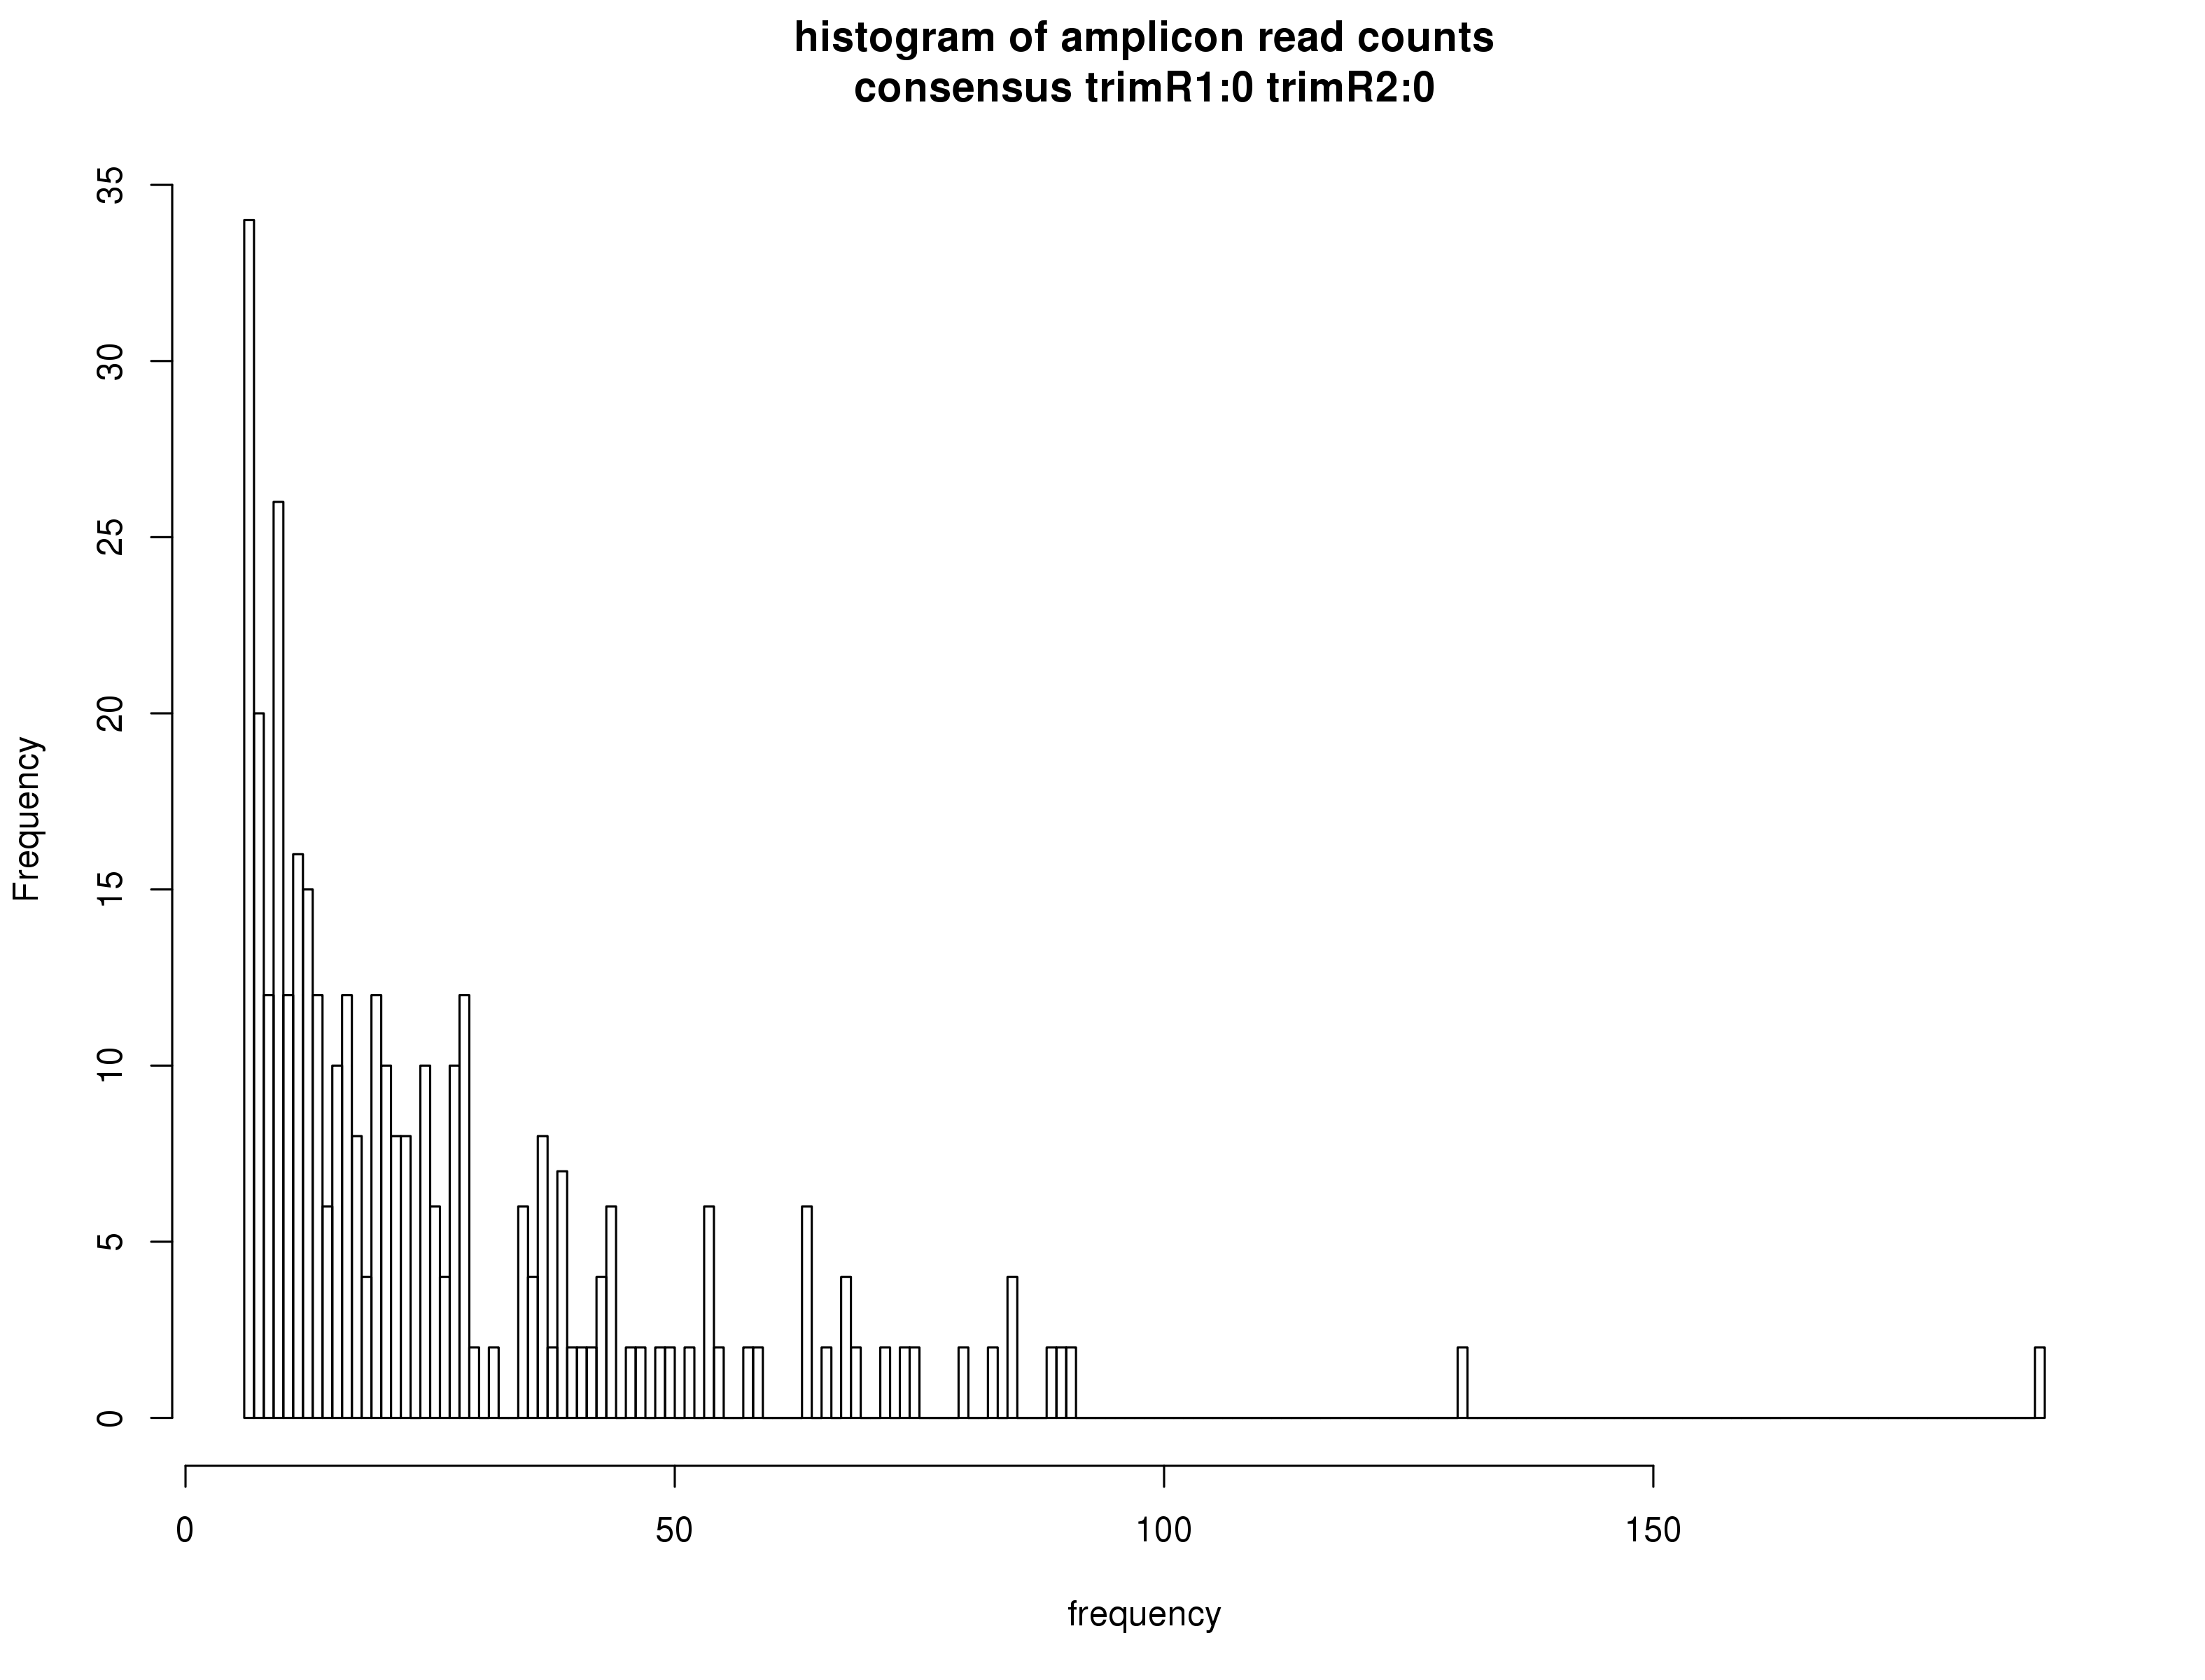 histogram of amplicon read counts
consensus trimR1:0 trimR2:0
Frequency
35
30
25
20
15
10
5
0
0 50 100 150
frequency